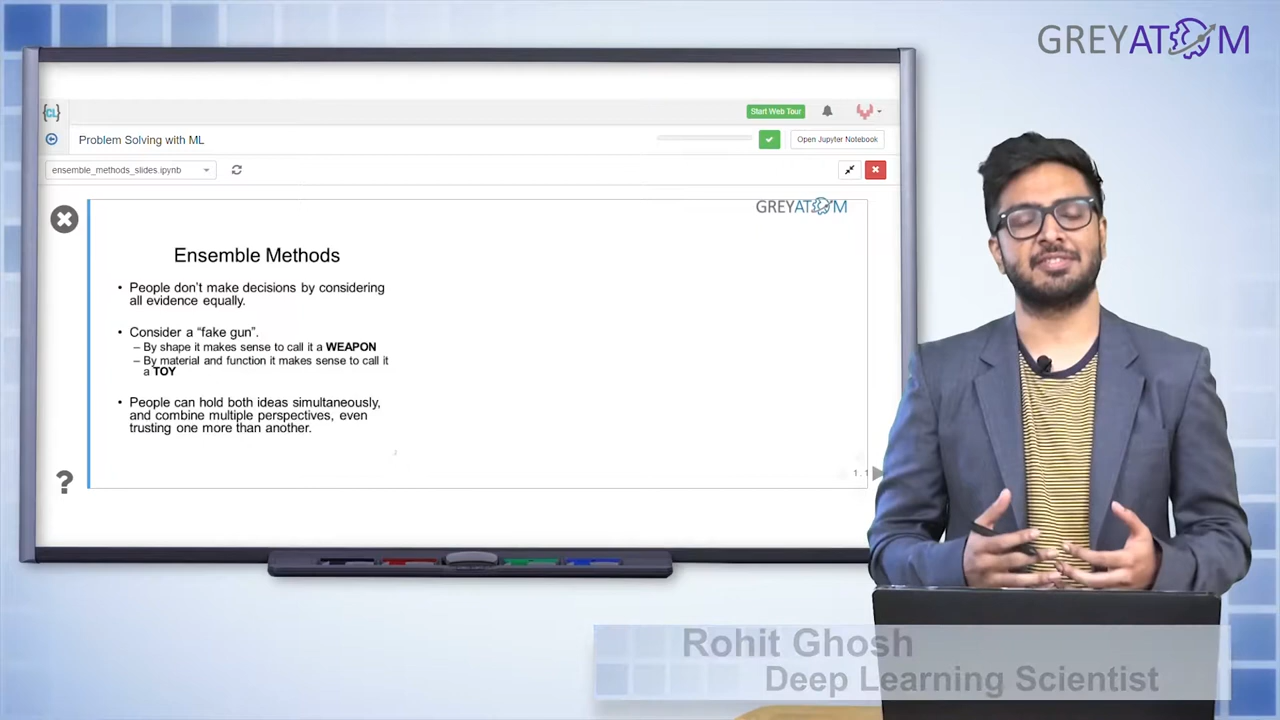 GREYATOM
{CL}
Start Web Tour
Problem Solving with ML
Open Jupyter Notebook
ensemble_methods_slides.ipynb
GREYATOM
Ensemble Methods
• People don't make decisions by considering
all evidence equally.
• Consider a "fake gun".
– By shape it makes sense to call it a WEAPON
– By material and function it makes sense to call it
a TOY
• People can hold both ideas simultaneously,
and combine multiple perspectives, even
trusting one more than another.
?
Rohit Ghosh
Deep Learning Scientist